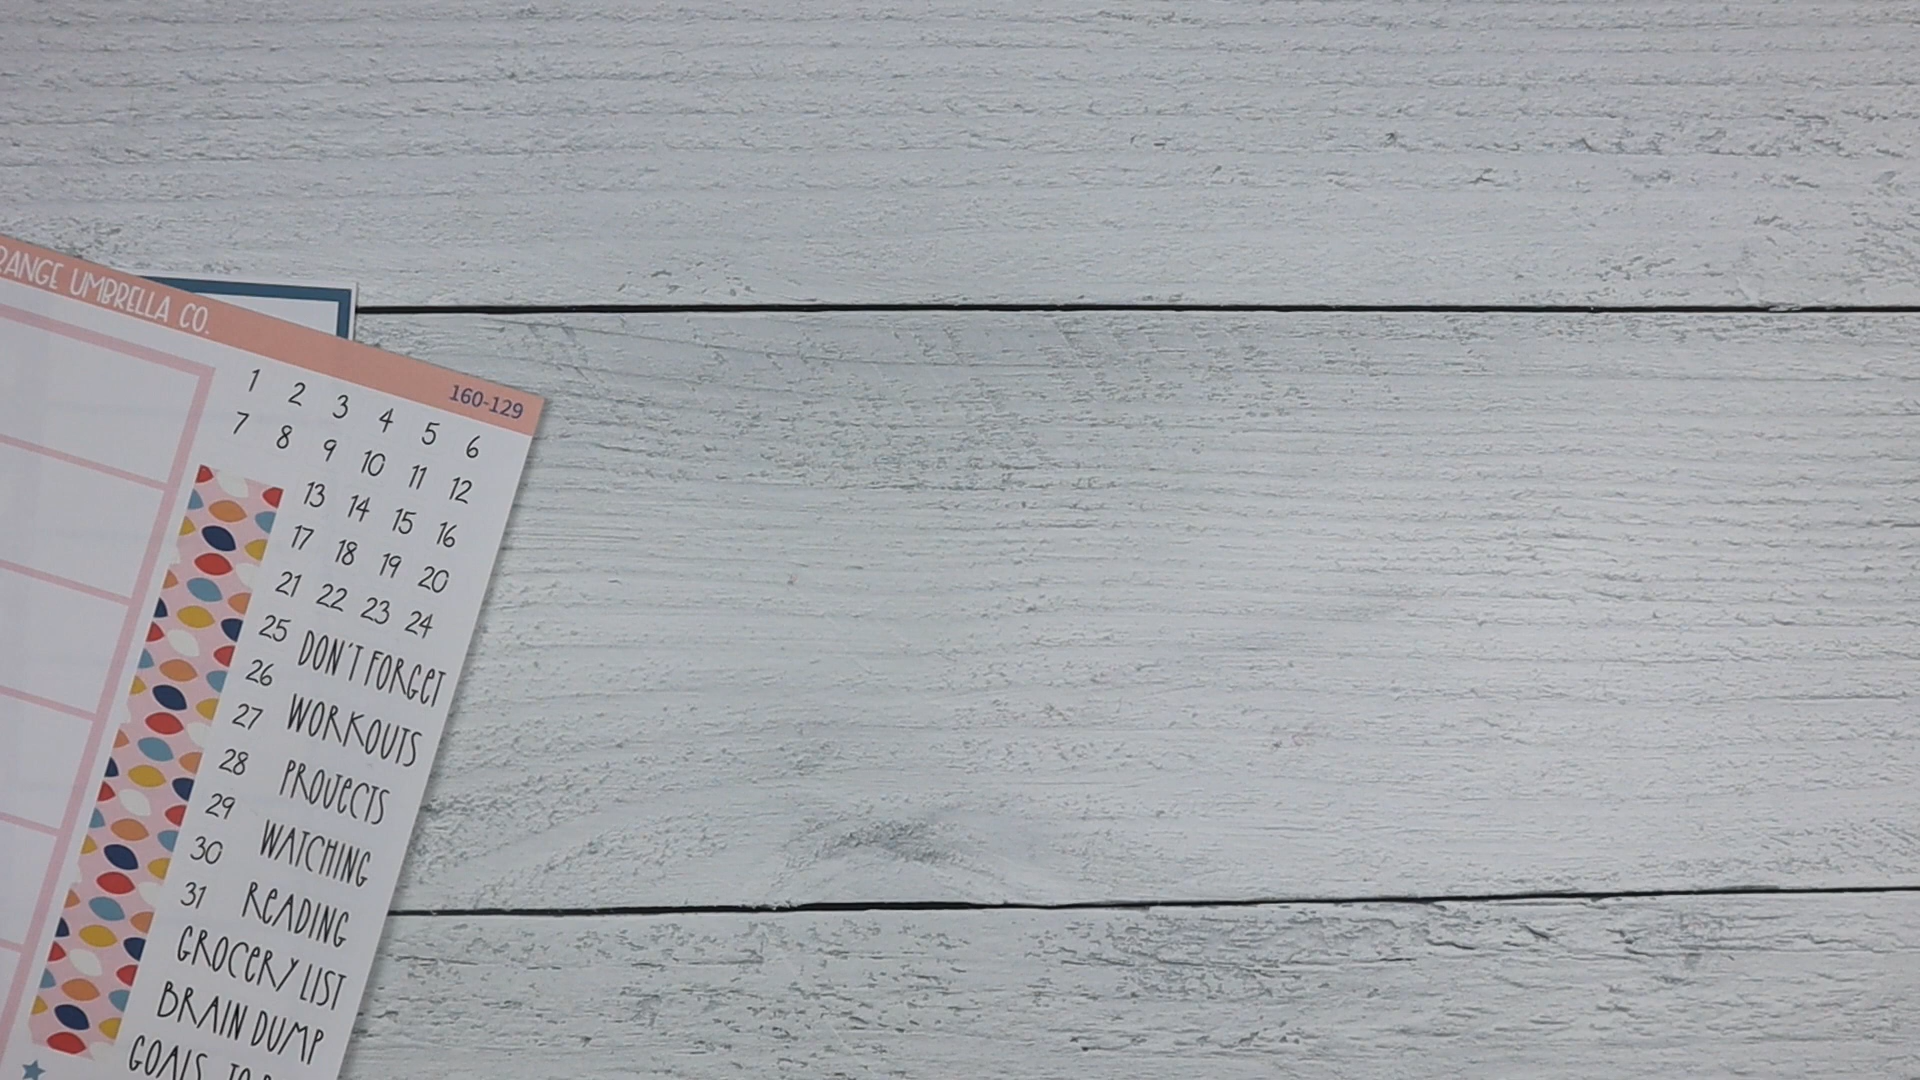 RANGE UMBRELLA CO.
160-129
1 2 3 4 5 6
7 8 9 10 11 12
13 14 15 16
17 18 19 20
21 22 23 24
25 DON'T FORGET
26
27 WORKOUTS
28 PROJECTS
29
30 WATCHING
31 READING
GROCERY LIST
BRAIN DUMP
GOALS